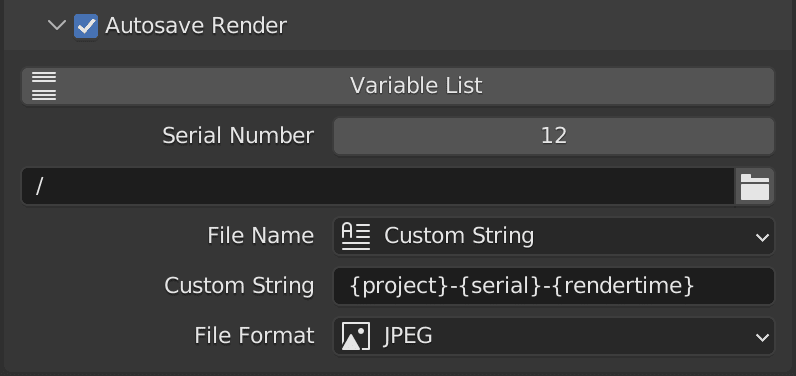 Autosave Render
Variable List
Serial Number 12
/
File Name Custom String
Custom String {project}-{serial}-{rendertime}
File Format JPEG